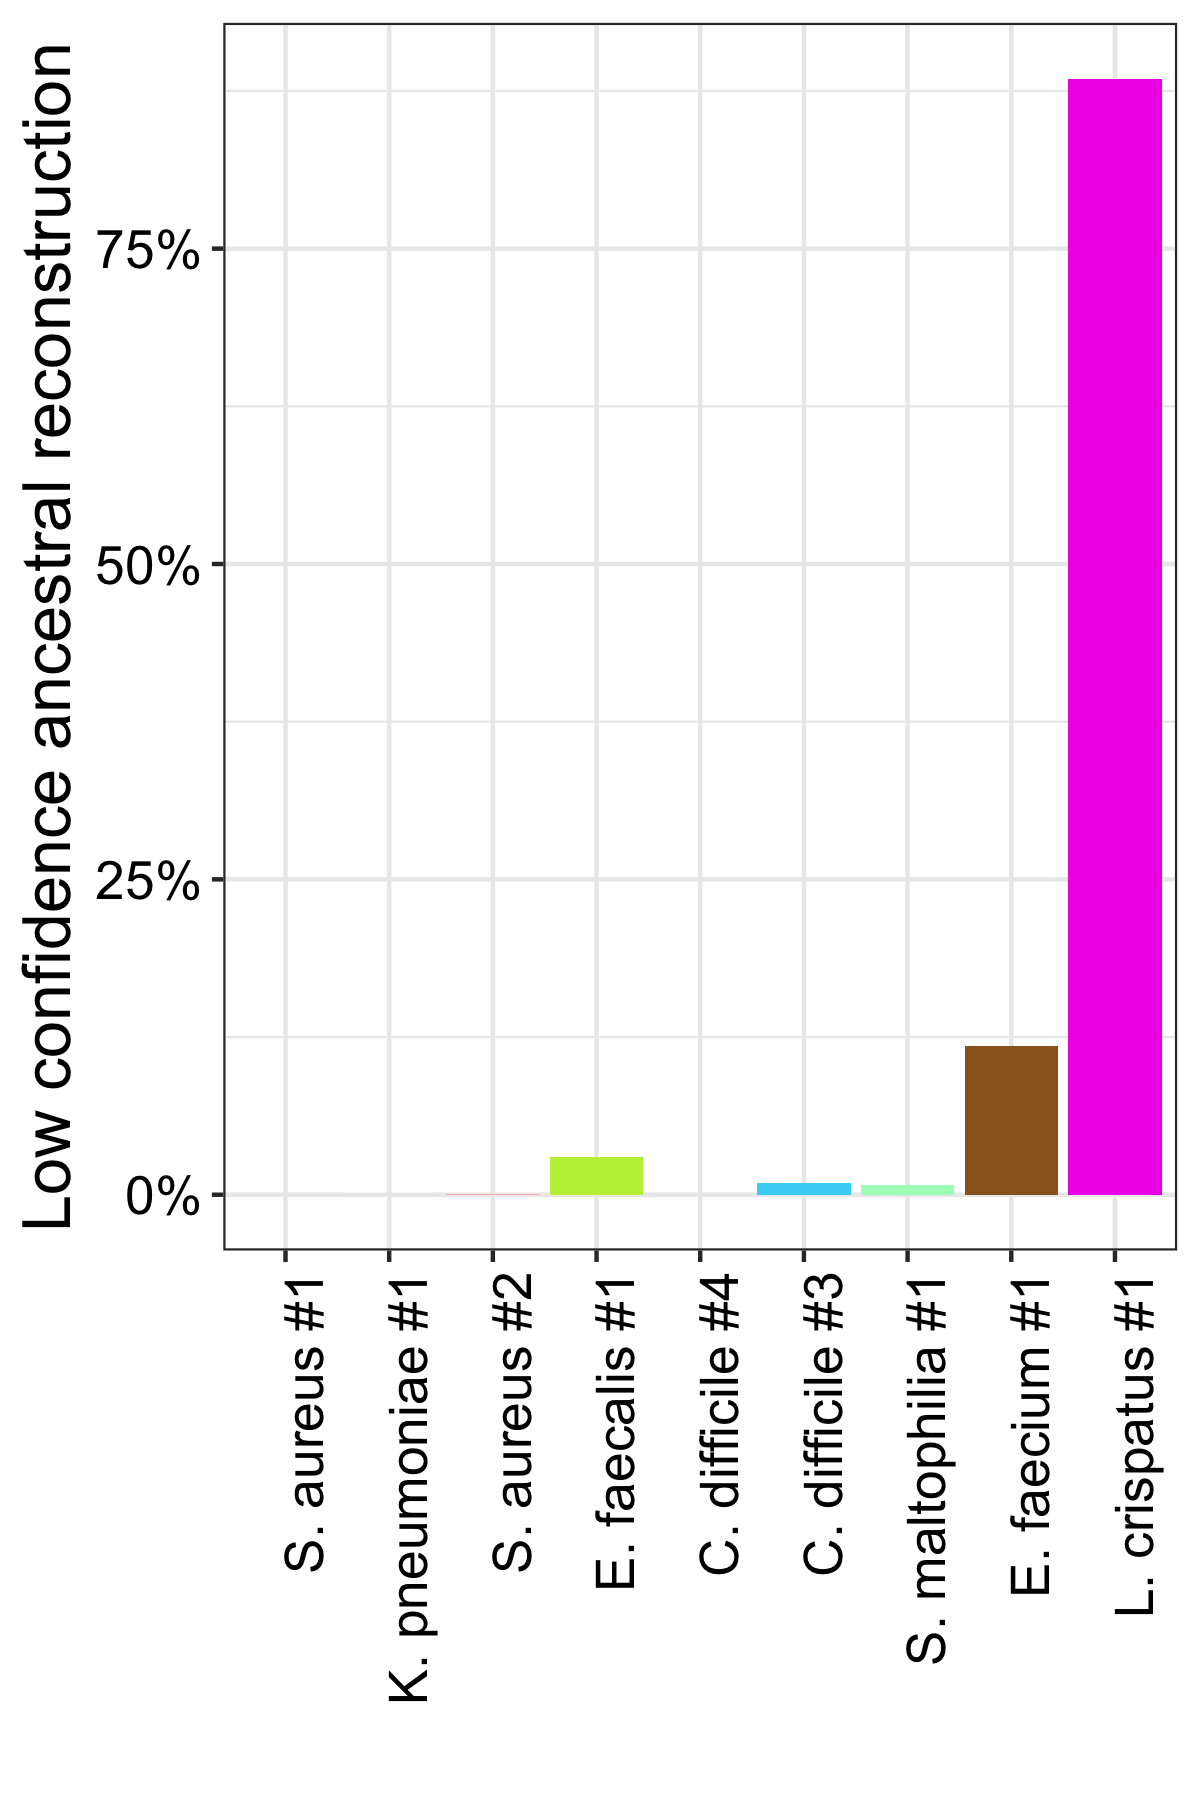 Low confidence ancestral reconstruction
75%
50%
25%
0%
S. aureus #1
K. pneumoniae #1
S. aureus #2
E. faecalis #1
C. difficile #4
C. difficile #3
S. maltophilia #1
E. faecium #1
L. crispatus #1